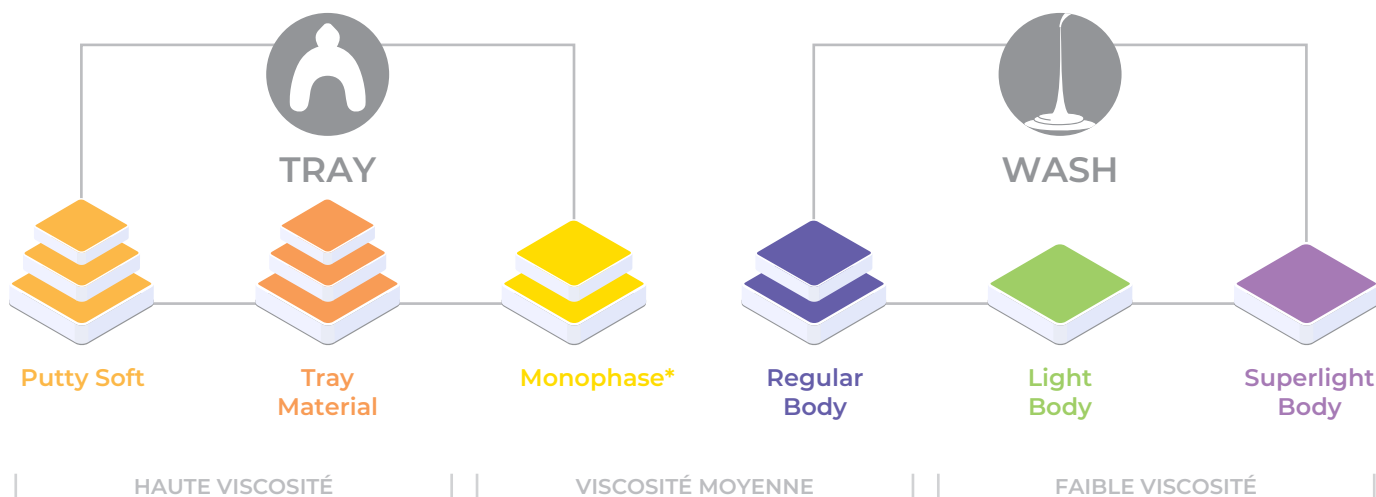 TRAY
WASH
Putty Soft
Tray
Material
Monophase*
Regular
Body
Light
Body
Superlight
Body
HAUTE VISCOSITÉ
VISCOSITÉ MOYENNE
FAIBLE VISCOSITÉ